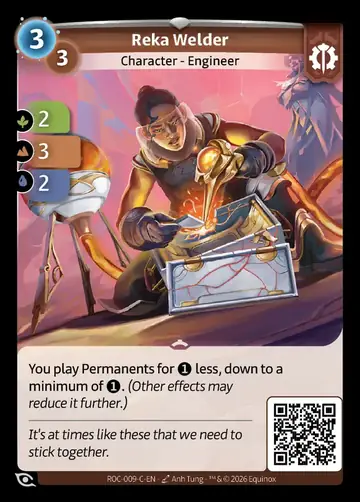 3
3
Reka Welder
Character - Engineer
2
3
2
You play Permanents for 1 less, down to a
minimum of 1. (Other effects may
reduce it further.)
It's at times like these that we need to
stick together.
ROC-009-C-EN - Anh Tung - ™ & © 2026 Equinox